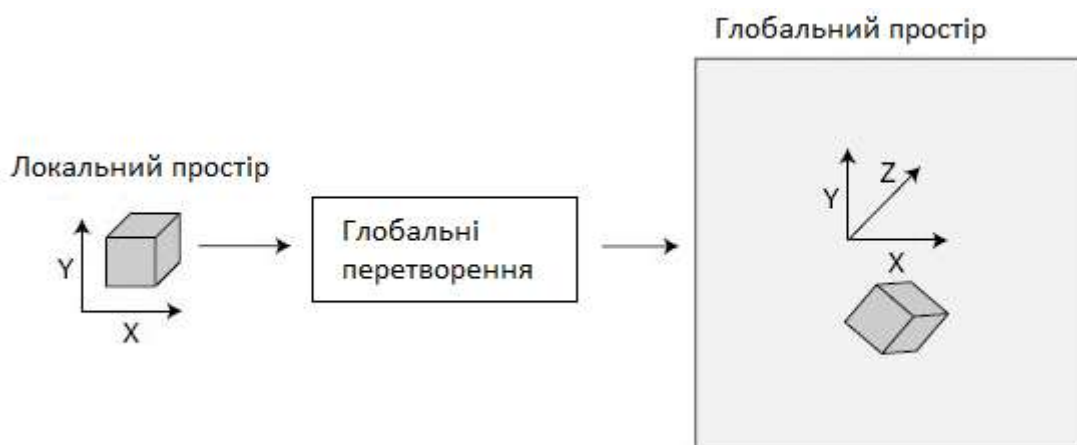 Глобальний простір
Локальний простір
Y
X
Глобальні
перетворення
Y
Z
X